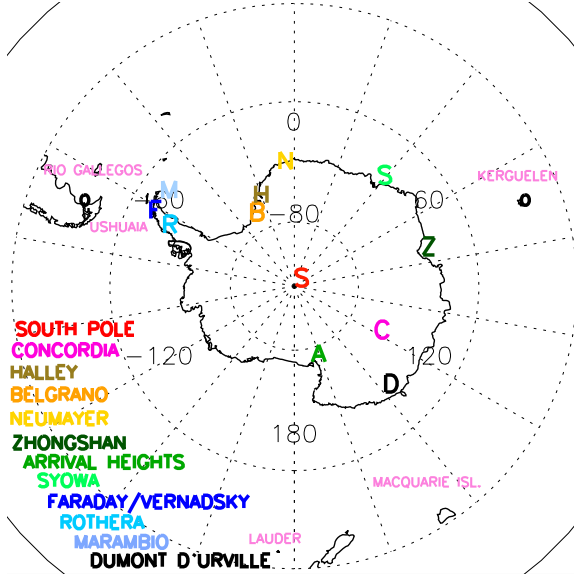 0
N
RIO GALLEGOS
S
KERGUELEN
M
H
-60
60
F
B
-80
R
USHUAIA
Z
S
SOUTH POLE
C
CONCORDIA
A
-120
120
HALLEY
D
BELGRANO
NEUMAYER
180
ZHONGSHAN
ARRIVAL HEIGHTS
SYOWA
MACQUARIE ISL.
FARADAY/VERNADSKY
ROTHERA
MARAMBIO
LAUDER
DUMONT D'URVILLE